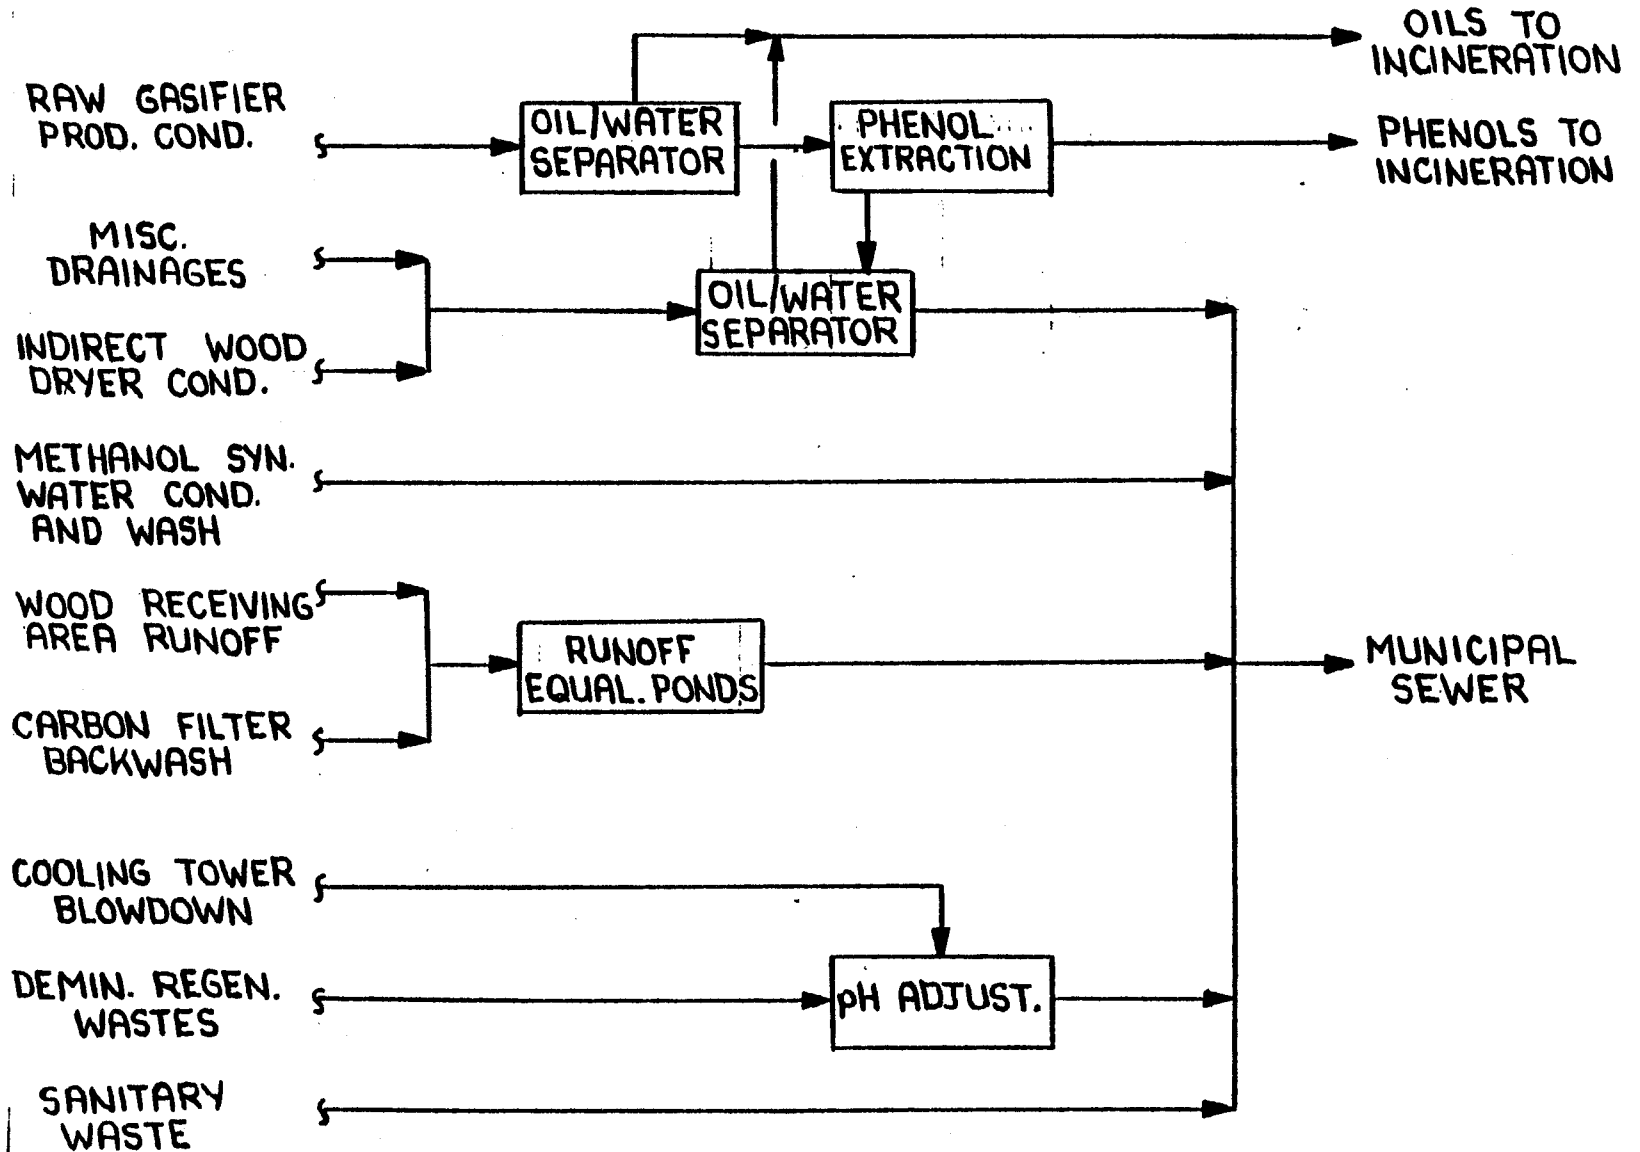 OILS TO
INCINERATION
RAW GASIFIER
PROD. COND.
OIL/WATER
SEPARATOR
PHENOL
EXTRACTION
PHENOLS TO
INCINERATION
MISC.
DRAINAGES
OIL/WATER
SEPARATOR
INDIRECT WOOD
DRYER COND.
METHANOL SYN.
WATER COND.
AND WASH
WOOD RECEIVING
AREA RUNOFF
RUNOFF
EQUAL. PONDS
MUNICIPAL
SEWER
CARBON FILTER
BACKWASH
COOLING TOWER
BLOWDOWN
DEMIN. REGEN.
WASTES
pH ADJUST.
SANITARY
WASTE